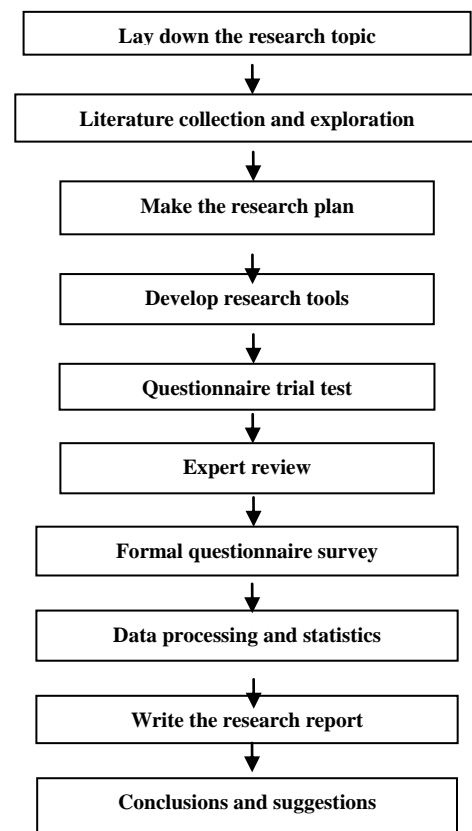 Lay down the research topic
Literature collection and exploration
Make the research plan
Develop research tools
Questionnaire trial test
Expert review
Formal questionnaire survey
Data processing and statistics
Write the research report
Conclusions and suggestions